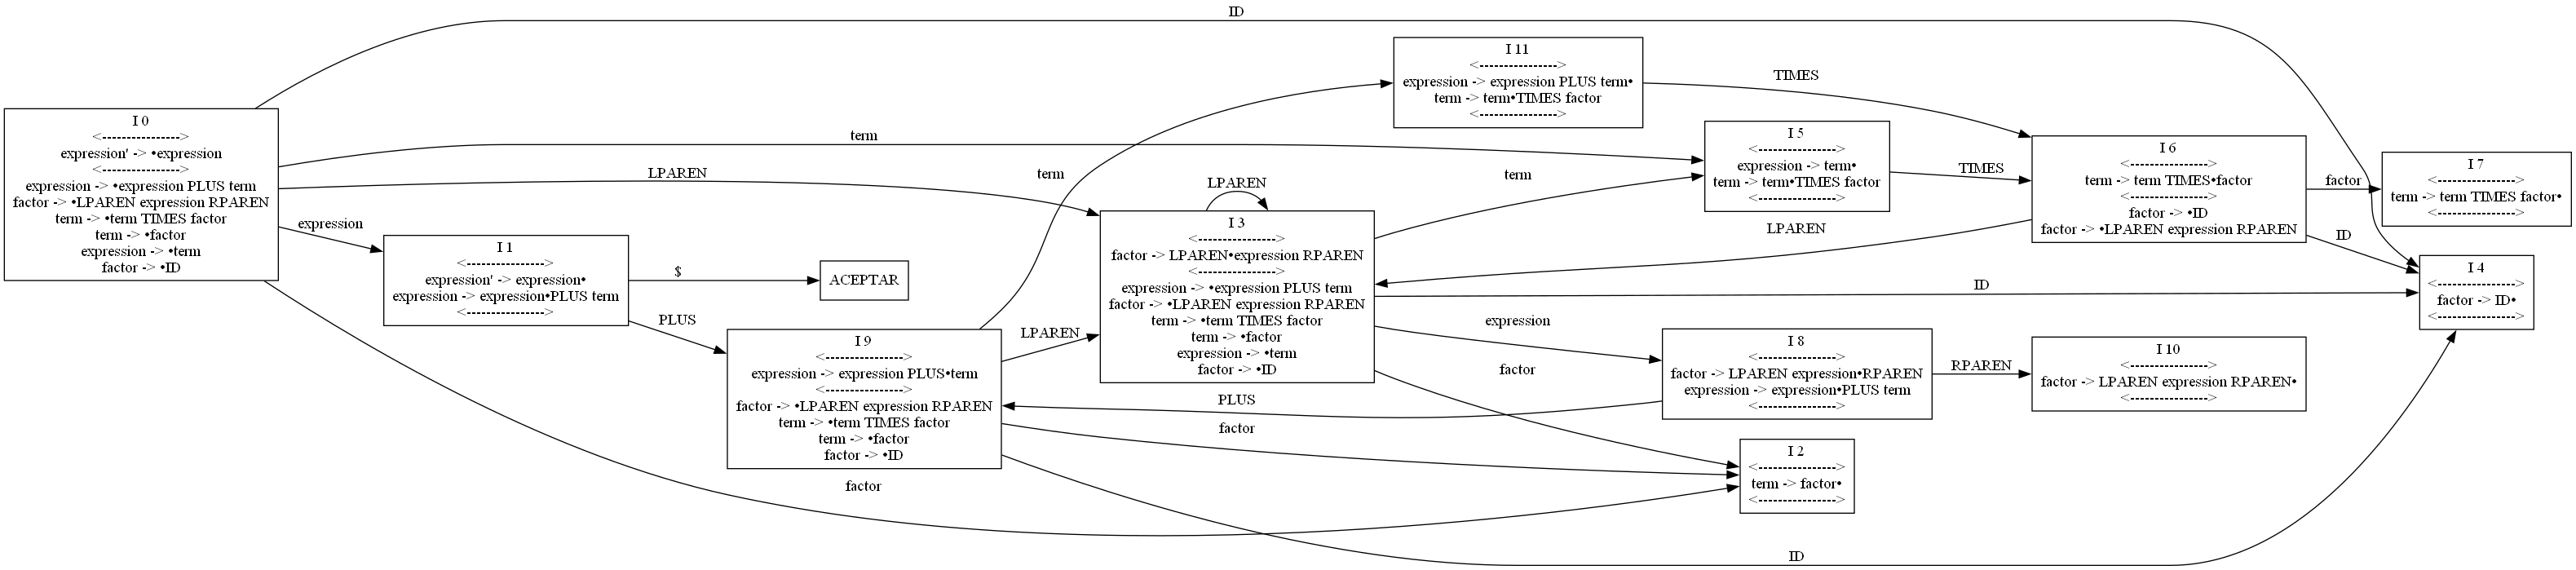 ID
I 0
<----------------->
expression' -> •expression
<----------------->
expression -> •expression PLUS term
factor -> •LPAREN expression RPAREN
term -> •term TIMES factor
term -> •factor
expression -> •term
factor -> •ID
term
LPAREN
expression
factor
I 1
<----------------->
expression' -> expression•
expression -> expression•PLUS term
<----------------->
$
PLUS
ACEPTAR
I 9
<----------------->
expression -> expression PLUS•term
<----------------->
factor -> •LPAREN expression RPAREN
term -> •term TIMES factor
term -> •factor
factor -> •ID
term
LPAREN
factor
ID
I 3
<----------------->
factor -> LPAREN•expression RPAREN
<----------------->
expression -> •expression PLUS term
factor -> •LPAREN expression RPAREN
term -> •term TIMES factor
term -> •factor
expression -> •term
factor -> •ID
LPAREN
term
ID
expression
factor
I 11
<----------------->
expression -> expression PLUS term•
term -> term•TIMES factor
<----------------->
TIMES
I 5
<----------------->
expression -> term•
term -> term•TIMES factor
<----------------->
TIMES
I 8
<----------------->
factor -> LPAREN expression•RPAREN
expression -> expression•PLUS term
<----------------->
RPAREN
PLUS
I 2
<----------------->
term -> factor•
<----------------->
I 6
<----------------->
term -> term TIMES•factor
<----------------->
factor -> •ID
factor -> •LPAREN expression RPAREN
factor
ID
LPAREN
I 10
<----------------->
factor -> LPAREN expression RPAREN•
<----------------->
I 7
<----------------->
term -> term TIMES factor•
<----------------->
I 4
<----------------->
factor -> ID•
<----------------->